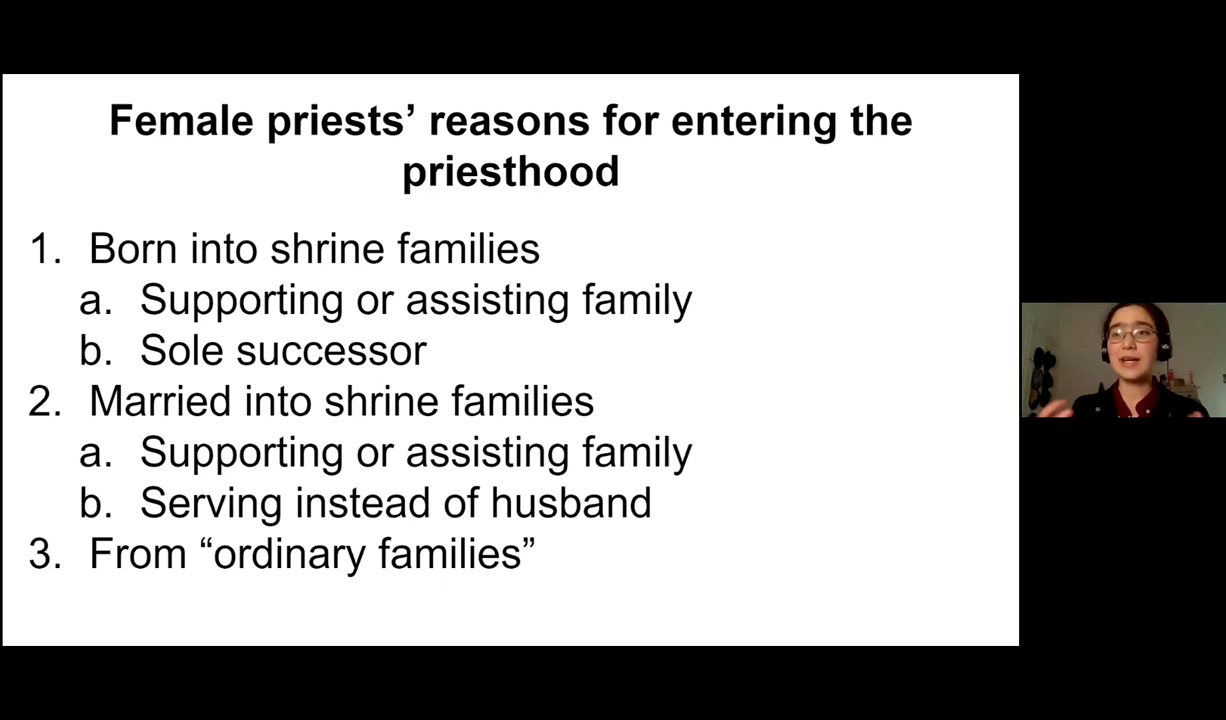 Female priests’ reasons for entering the
priesthood
1. Born into shrine families
a. Supporting or assisting family
b. Sole successor
2. Married into shrine families
a. Supporting or assisting family
b. Serving instead of husband
3. From “ordinary families”